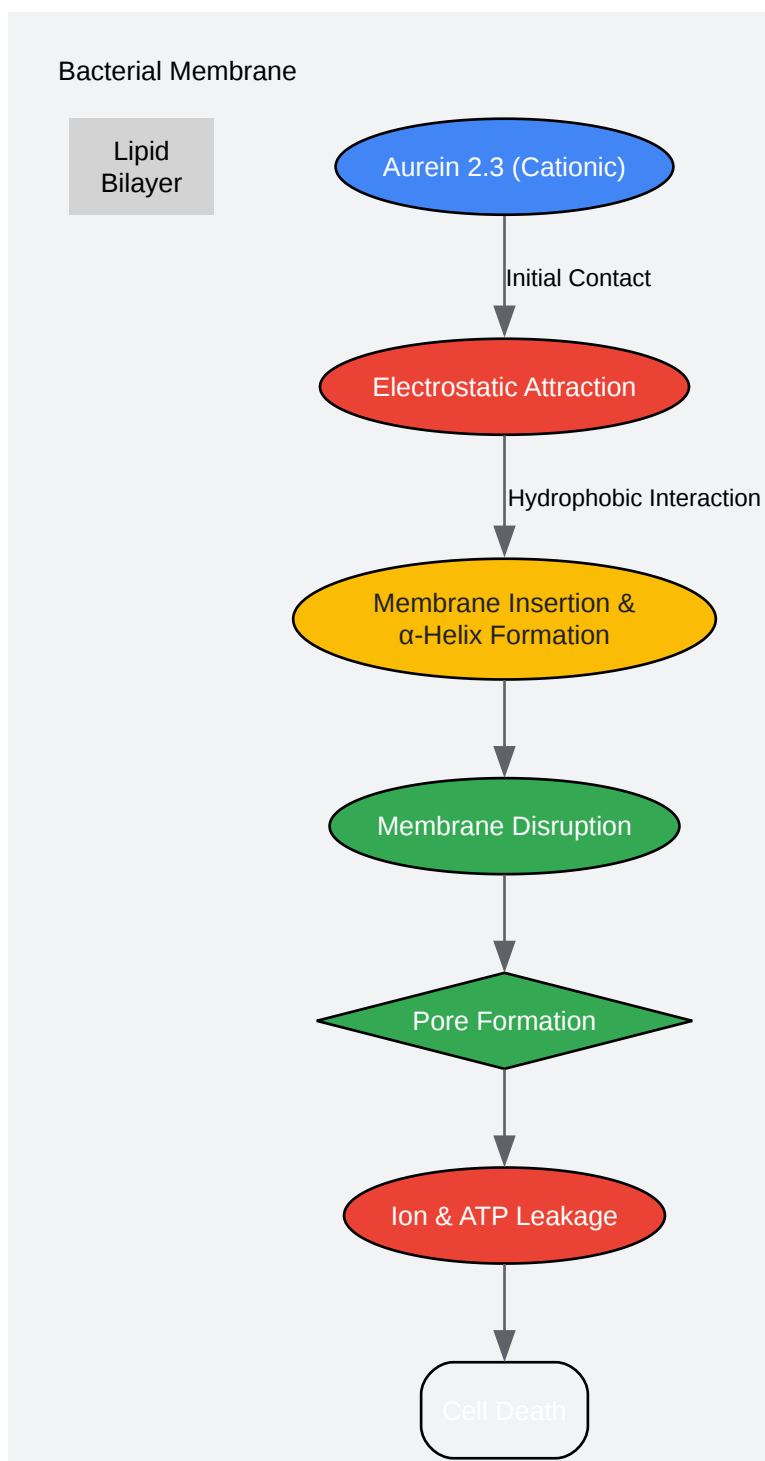 Bacterial Membrane
Lipid
Bilayer
Aurein 2.3 (Cationic)
Initial Contact
Electrostatic Attraction
Hydrophobic Interaction
Membrane Insertion &
α-Helix Formation
Membrane Disruption
Pore Formation
Ion & ATP Leakage
Cell Death